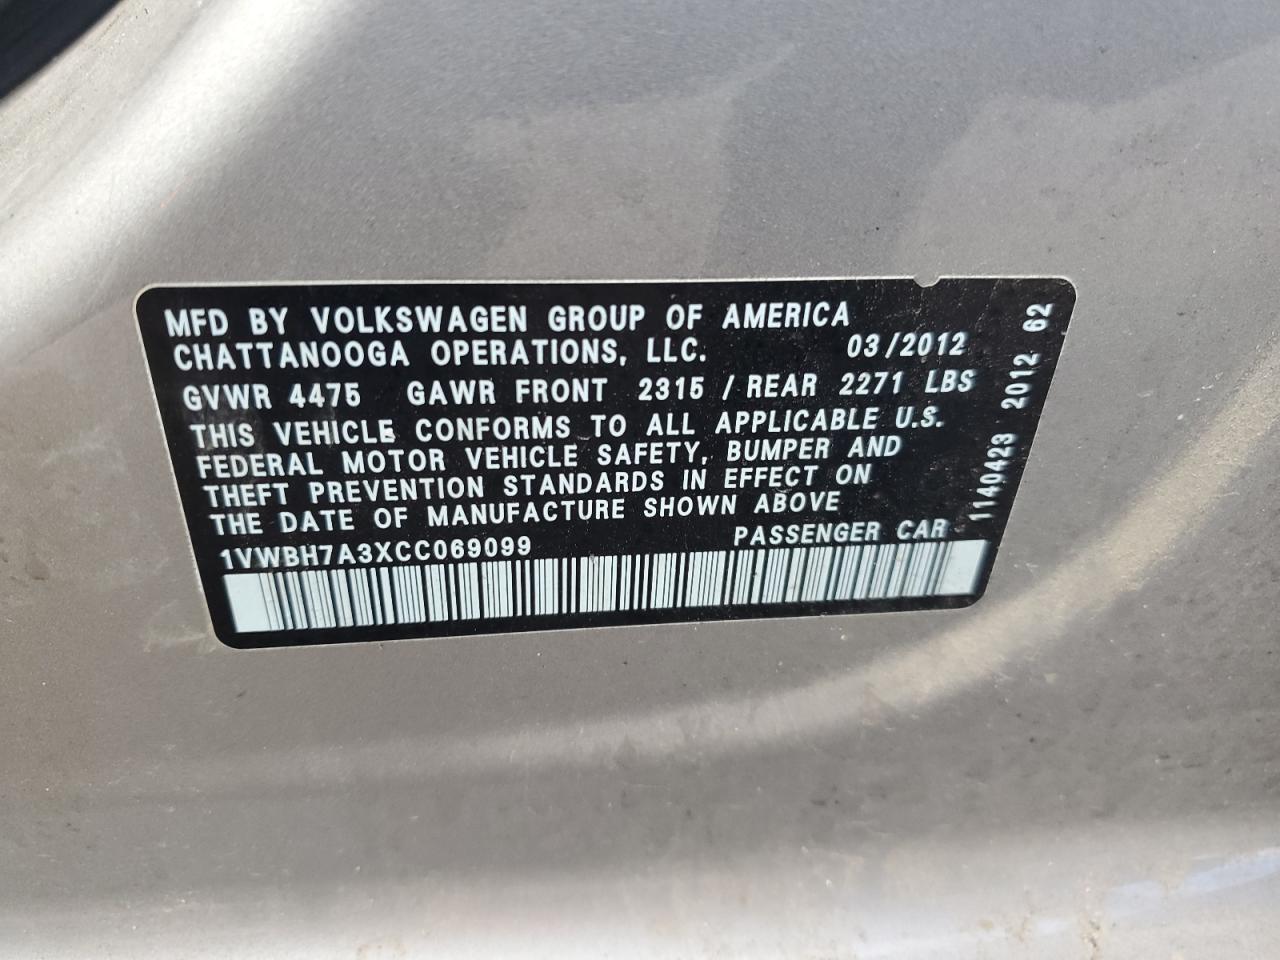 MFD BY VOLKSWAGEN GROUP OF AMERICA
CHATTANOOGA OPERATIONS, LLC. 03/2012
GVWR 4475 GAWR FRONT 2315 / REAR 2271 LBS
THIS VEHICLE CONFORMS TO ALL APPLICABLE U.S.
FEDERAL MOTOR VEHICLE SAFETY, BUMPER AND
THEFT PREVENTION STANDARDS IN EFFECT ON
THE DATE OF MANUFACTURE SHOWN ABOVE
1VWBH7A3XCC069099 PASSENGER CAR
1140423 2012 62